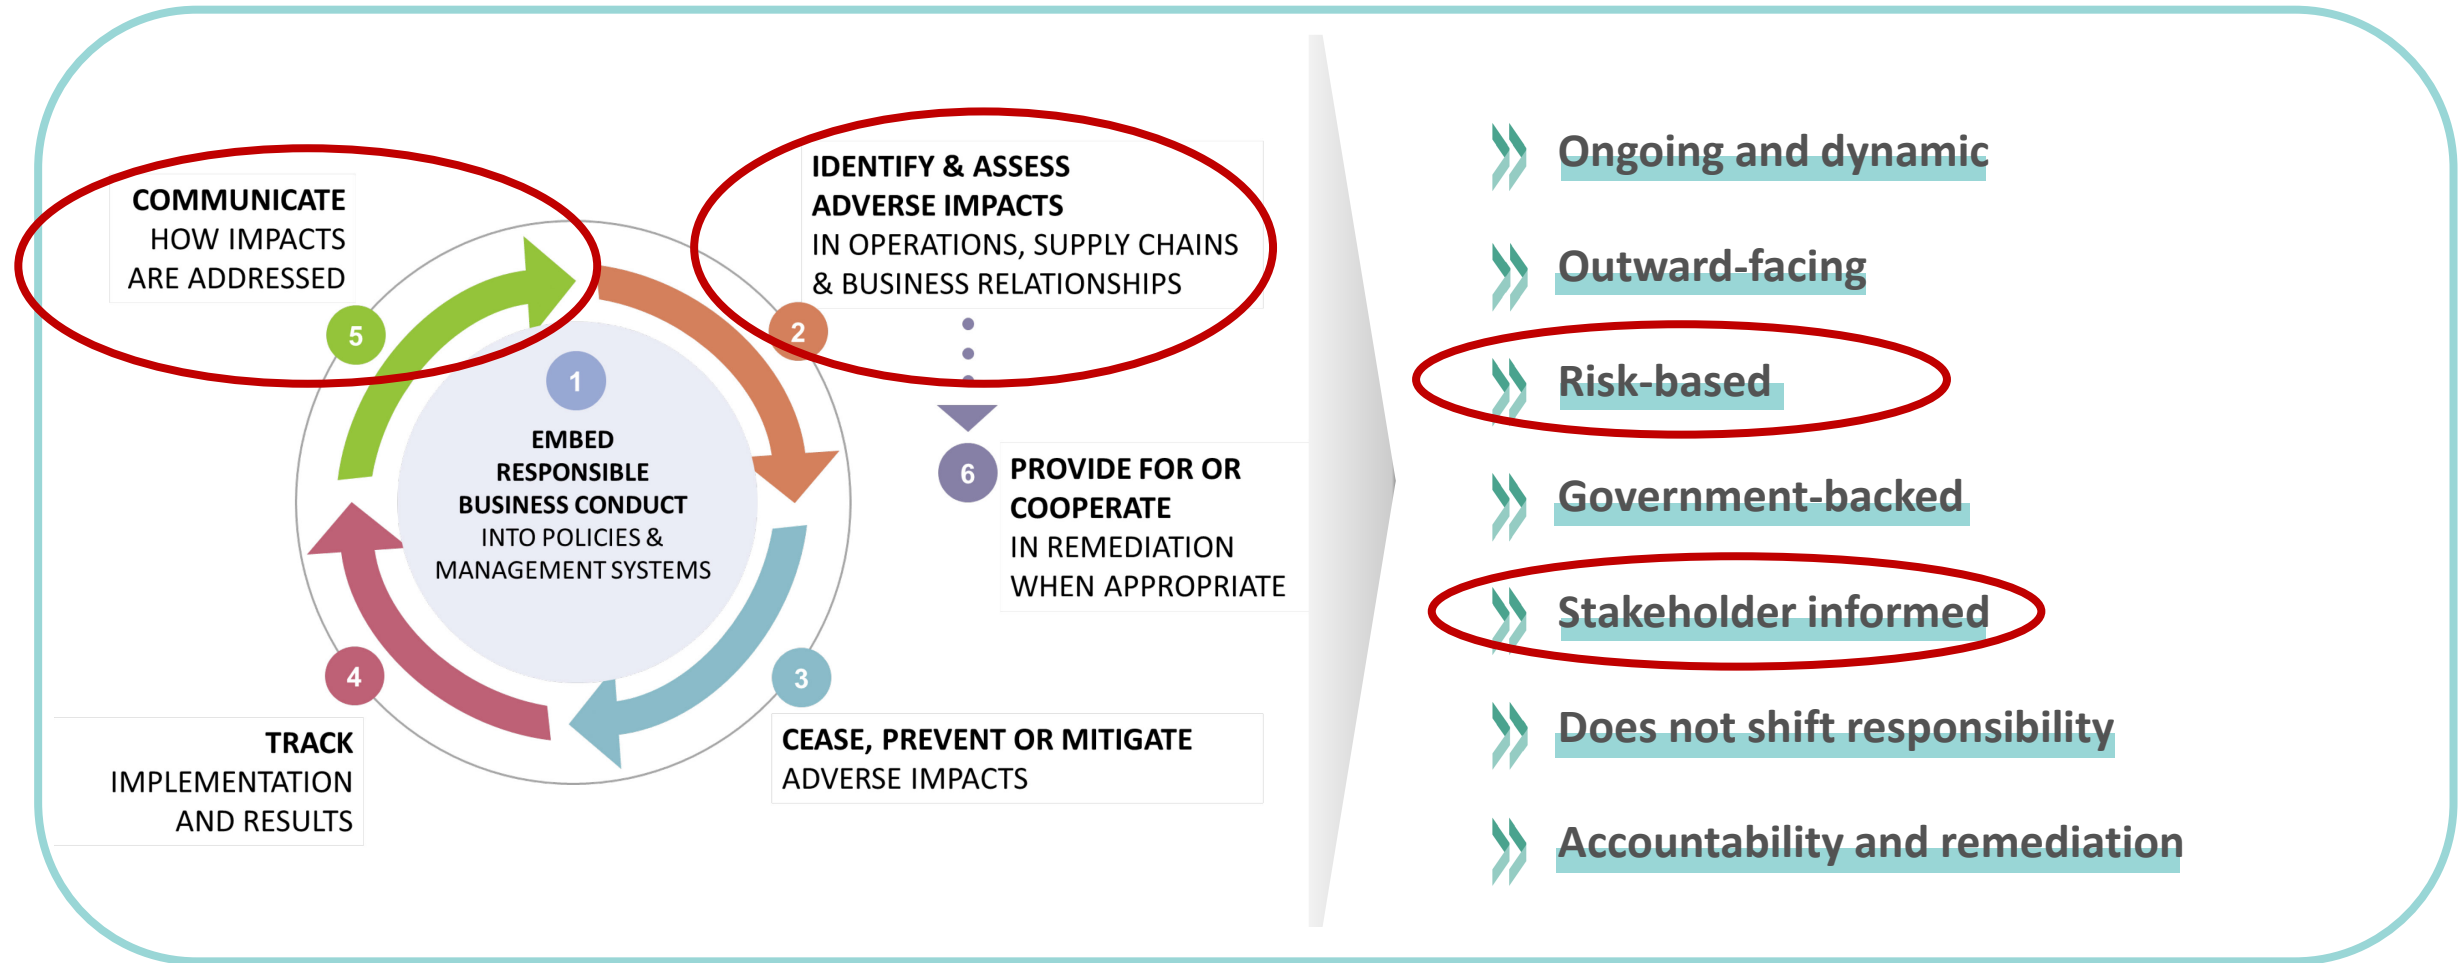 COMMUNICATE
HOW IMPACTS
ARE ADDRESSED
5
IDENTIFY & ASSESS
ADVERSE IMPACTS
IN OPERATIONS, SUPPLY CHAINS
& BUSINESS RELATIONSHIPS
2
1
EMBED
RESPONSIBLE
BUSINESS CONDUCT
INTO POLICIES &
MANAGEMENT SYSTEMS
6
PROVIDE FOR OR
COOPERATE
IN REMEDIATION
WHEN APPROPRIATE
4
TRACK
IMPLEMENTATION
AND RESULTS
3
CEASE, PREVENT OR MITIGATE
ADVERSE IMPACTS
Ongoing and dynamic
Outward-facing
Risk-based
Government-backed
Stakeholder informed
Does not shift responsibility
Accountability and remediation